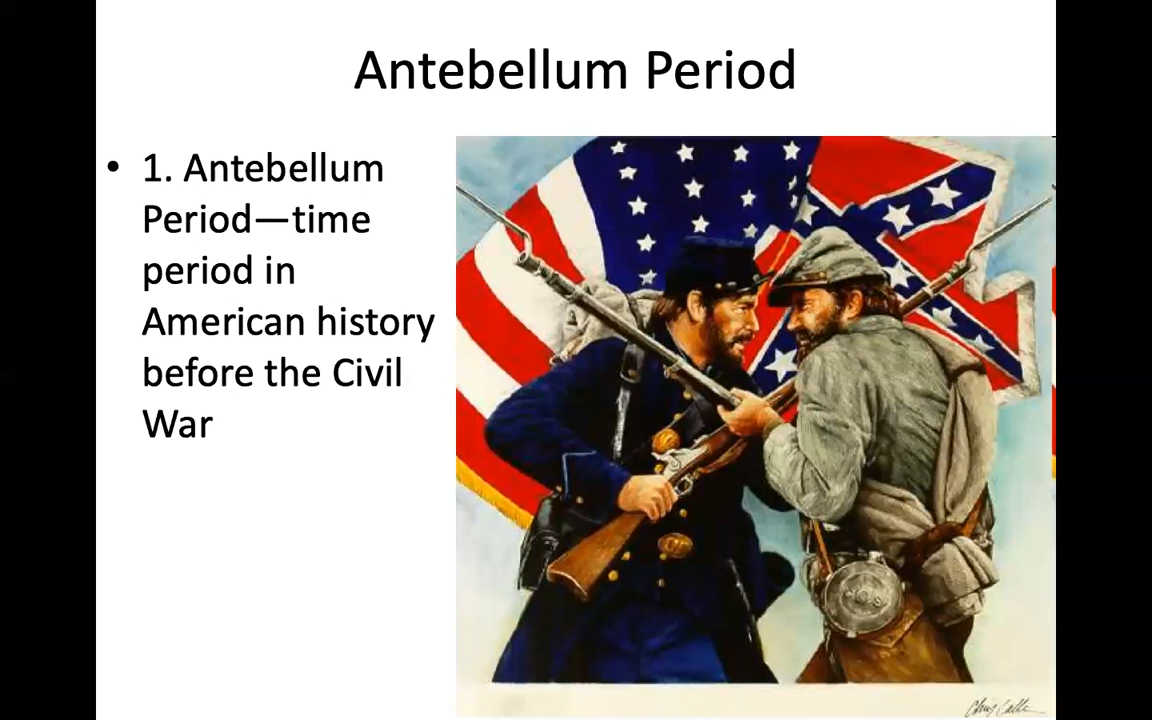 Antebellum Period
• 1. Antebellum
Period—time
period in
American history
before the Civil
War